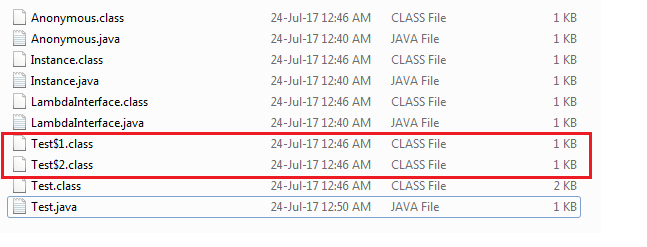 Anonymous.class 24-Jul-17 12:46 AM CLASS File 1 KB
Anonymous.java 24-Jul-17 12:40 AM JAVA File 1 KB
Instance.class 24-Jul-17 12:46 AM CLASS File 1 KB
Instance.java 24-Jul-17 12:40 AM JAVA File 1 KB
LambdaInterface.class 24-Jul-17 12:46 AM CLASS File 1 KB
LambdaInterface.java 24-Jul-17 12:40 AM JAVA File 1 KB
Test$1.class 24-Jul-17 12:46 AM CLASS File 1 KB
Test$2.class 24-Jul-17 12:46 AM CLASS File 1 KB
Test.class 24-Jul-17 12:46 AM CLASS File 2 KB
Test.java 24-Jul-17 12:50 AM JAVA File 1 KB